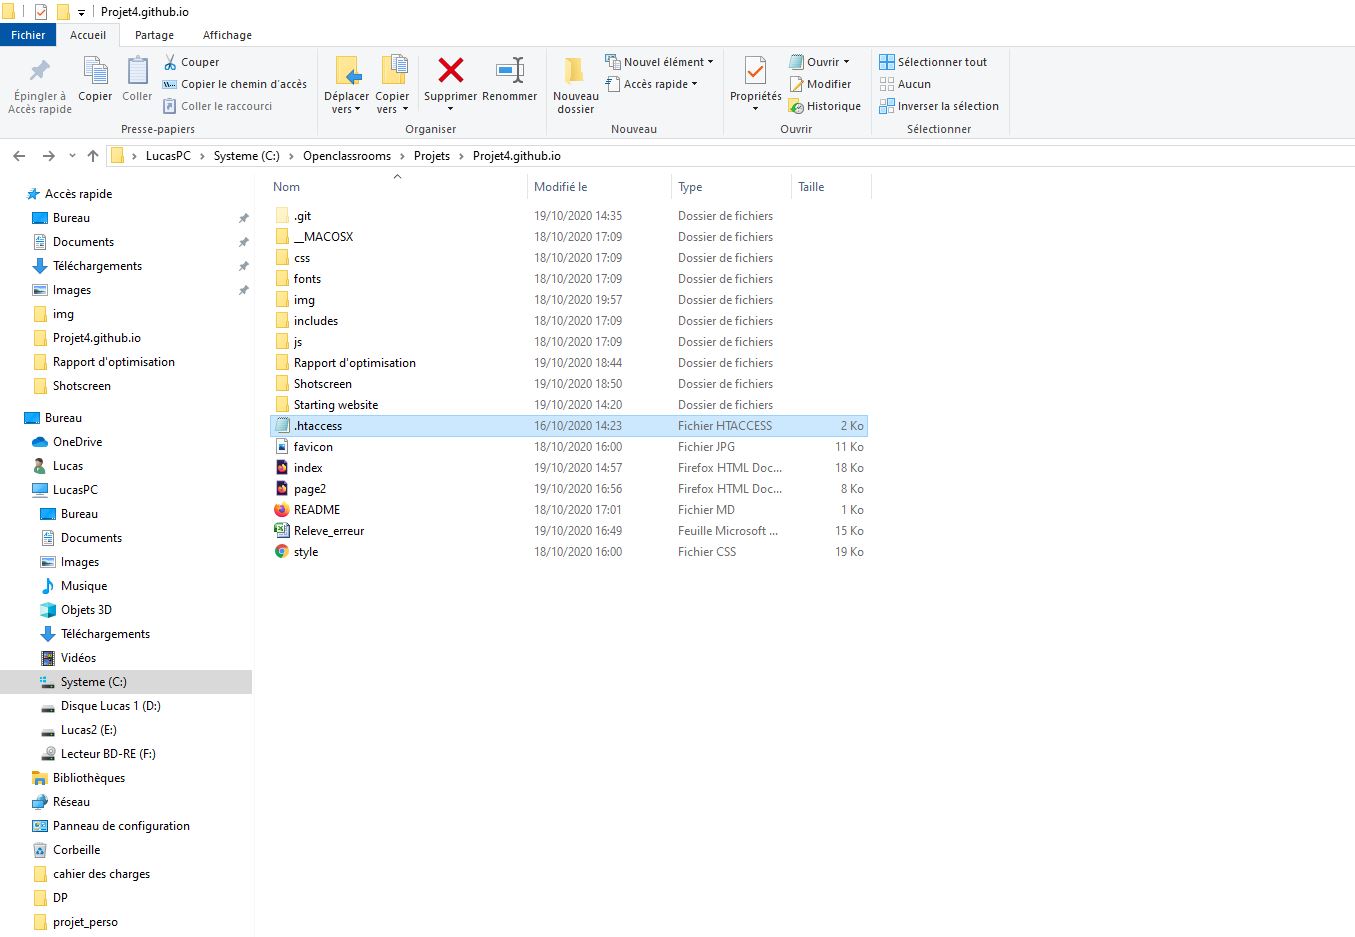 Projet4.github.io
Fichier Accueil Partage Affichage
Épingler à Accès rapide
Copier
Coller
Couper
Copier le chemin d'accès
Coller le raccourci
Presse-papiers
Déplacer vers
Copier vers
Supprimer
Renommer
Organiser
Nouveau dossier
Nouvel élément
Accès rapide
Nouveau
Propriétés
Ouvrir
Modifier
Historique
Ouvrir
Sélectionner tout
Aucun
Inverser la sélection
Sélectionner
LucasPC > Systeme (C:) > Openclassrooms > Projets > Projet4.github.io
Accès rapide
Bureau
Documents
Téléchargements
Images
img
Projet4.github.io
Rapport d'optimisation
Shotscreen
Bureau
OneDrive
Lucas
LucasPC
Bureau
Documents
Images
Musique
Objets 3D
Téléchargements
Vidéos
Systeme (C:)
Disque Lucas 1 (D:)
Lucas2 (E:)
Lecteur BD-RE (F:)
Bibliothèques
Réseau
Panneau de configuration
Corbeille
cahier des charges
DP
projet_perso
Nom Modifié le Type Taille
.git 19/10/2020 14:35 Dossier de fichiers
__MACOSX 18/10/2020 17:09 Dossier de fichiers
css 18/10/2020 17:09 Dossier de fichiers
fonts 18/10/2020 17:09 Dossier de fichiers
img 18/10/2020 19:57 Dossier de fichiers
includes 18/10/2020 17:09 Dossier de fichiers
js 18/10/2020 17:09 Dossier de fichiers
Rapport d'optimisation 19/10/2020 18:44 Dossier de fichiers
Shotscreen 19/10/2020 18:50 Dossier de fichiers
Starting website 19/10/2020 14:20 Dossier de fichiers
.htaccess 16/10/2020 14:23 Fichier HTACCESS 2 Ko
favicon 18/10/2020 16:00 Fichier JPG 11 Ko
index 19/10/2020 14:57 Firefox HTML Doc... 18 Ko
page2 19/10/2020 16:56 Firefox HTML Doc... 8 Ko
README 18/10/2020 17:01 Fichier MD 1 Ko
Releve_erreur 19/10/2020 16:49 Feuille Microsoft ... 15 Ko
style 18/10/2020 16:00 Fichier CSS 19 Ko